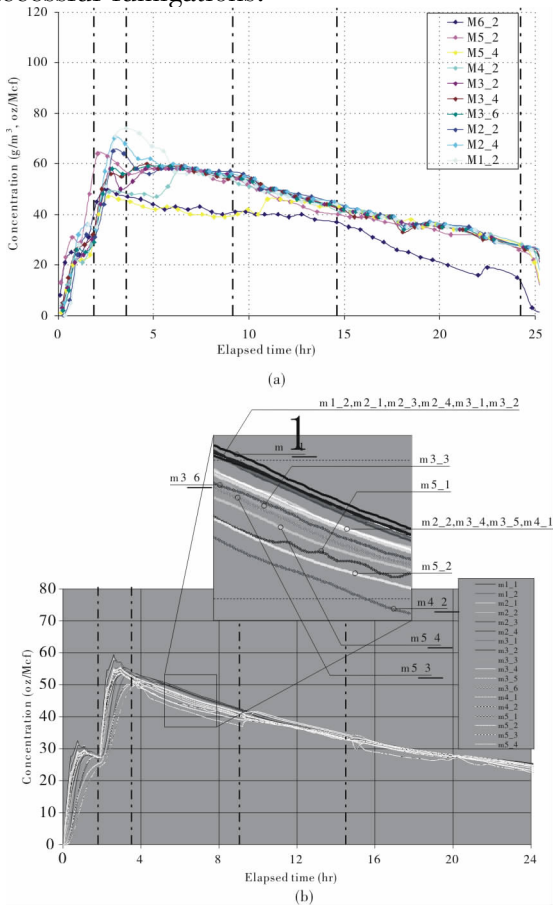 120
100
80
60
40
20
0
Concentration (g/m³, oz/Mcf)
0
5
10
15
20
25
Elapsed time (hr)
M6_2
M5_2
M5_4
M4_2
M3_2
M3_4
M3_6
M2_2
M2_4
M1_2
(a)
m1_2,m2_1,m2_3,m2_4,m3_1,m3_2
1
m
m3_3
m3_6
m5_1
m2_2,m3_4,m3_5,m4_1
m5_2
m4_2
m5_4
m5_3
80
70
60
50
40
30
20
10
0
Concentration (oz/Mcf)
m1_1
m1_2
m2_1
m2_2
m2_3
m2_4
m3_1
m3_2
m3_3
m3_4
m3_5
m3_6
m4_1
m4_2
m5_1
m5_2
m5_3
m5_4
0
4
8
12
16
20
24
Elapsed time (hr)
(b)